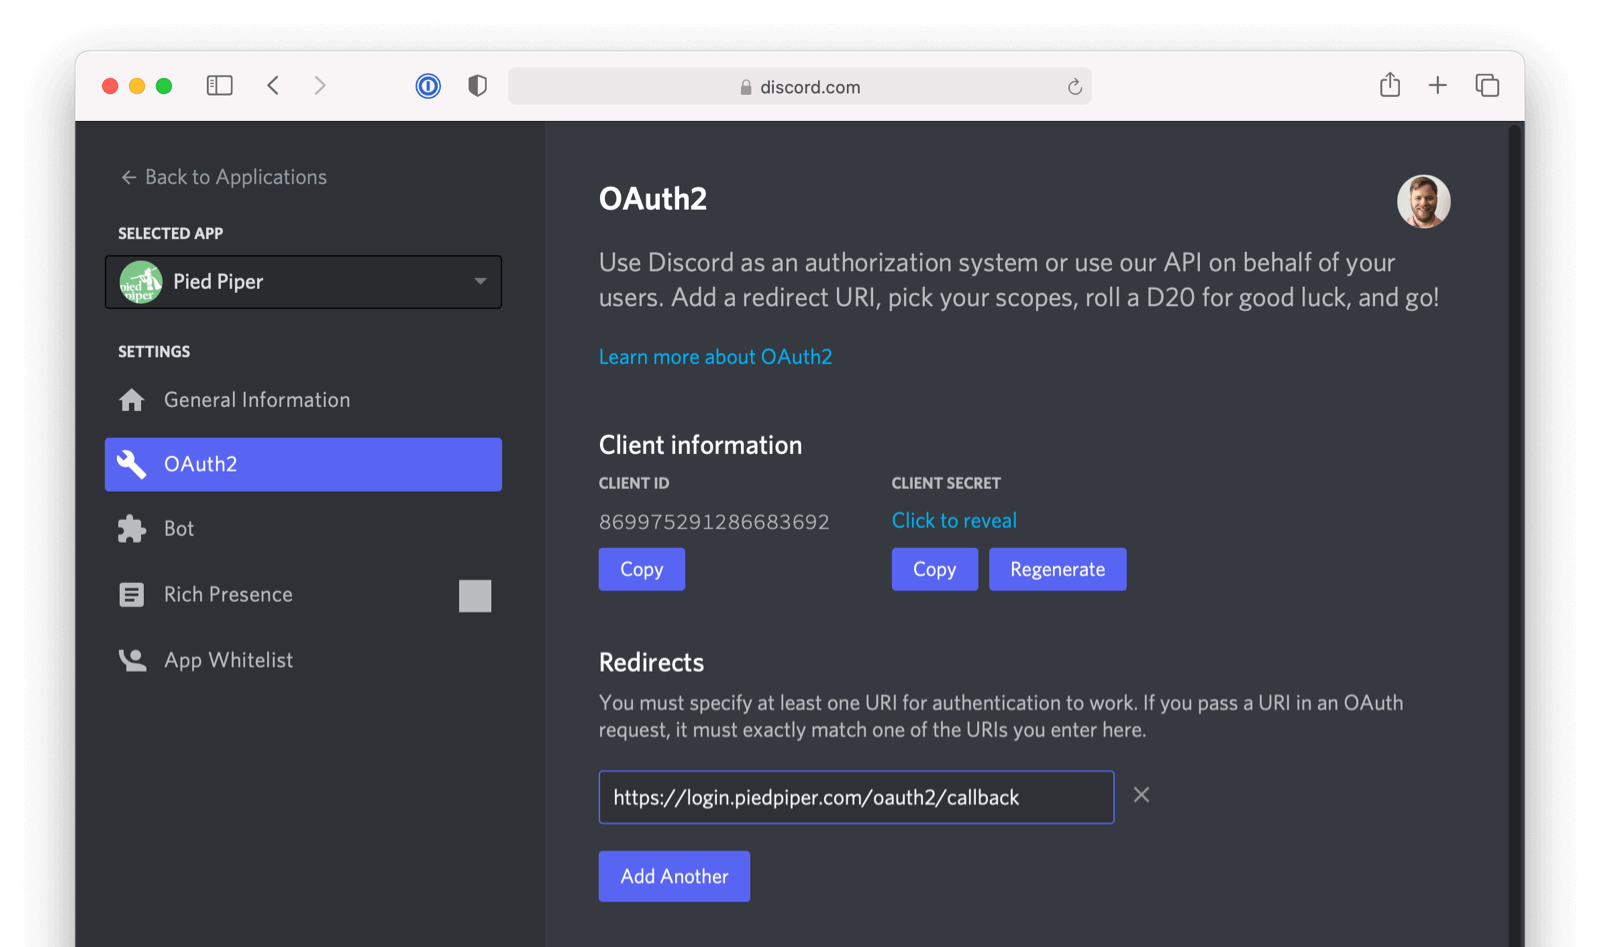 discord.com
← Back to Applications
SELECTED APP
pied
piper
Pied Piper
SETTINGS
General Information
OAuth2
Bot
Rich Presence
App Whitelist
OAuth2
Use Discord as an authorization system or use our API on behalf of your
users. Add a redirect URI, pick your scopes, roll a D20 for good luck, and go!
Learn more about OAuth2
Client information
CLIENT ID
869975291286683692
Copy
CLIENT SECRET
Click to reveal
Copy
Regenerate
Redirects
You must specify at least one URI for authentication to work. If you pass a URI in an OAuth
request, it must exactly match one of the URIs you enter here.
https://login.piedpiper.com/oauth2/callback
Add Another